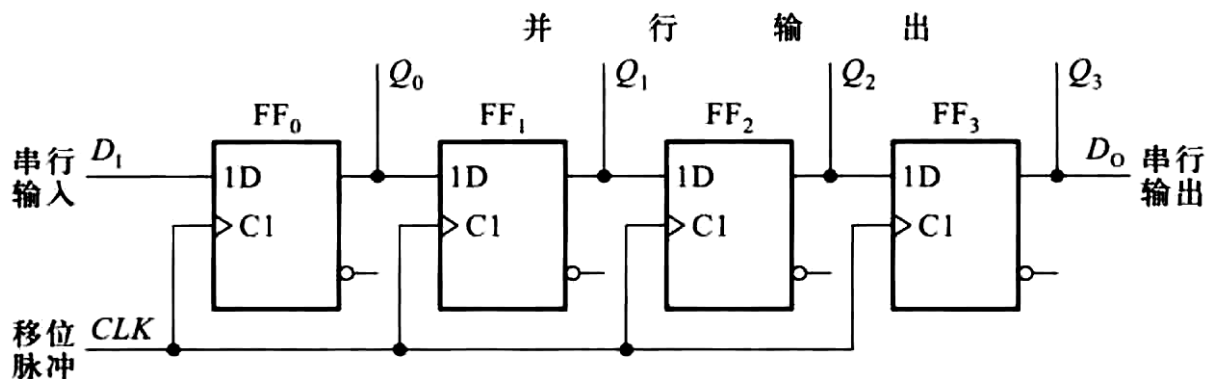 并行输出
Q₀ Q₁ Q₂ Q₃
FF₀ FF₁ FF₂ FF₃
串行输入 D₁ 1D 1D 1D 1D D₀ 串行输出
C1 C1 C1 C1
移位脉冲 CLK